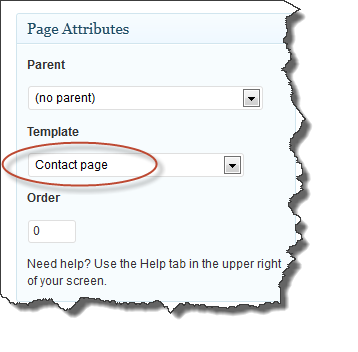 Page Attributes
Parent
(no parent)
Template
Contact page
Order
0
Need help? Use the Help tab in the upper right
of your screen.